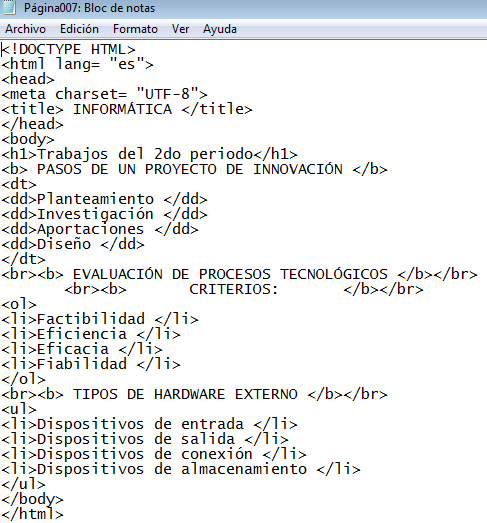 Página007: Bloc de notas
Archivo Edición Formato Ver Ayuda
<!DOCTYPE HTML>
<html lang= "es">
<head>
<meta charset= "UTF-8">
<title> INFORMÁTICA </title>
</head>
<body>
<h1>Trabajos del 2do periodo</h1>
<b> PASOS DE UN PROYECTO DE INNOVACIÓN </b>
<dt>
<dd>Planteamiento </dd>
<dd>Investigación </dd>
<dd>Aportaciones </dd>
<dd>Diseño </dd>
</dt>
<br><b> EVALUACIÓN DE PROCESOS TECNOLÓGICOS </b></br>
       <br><b>       CRITERIOS:       </b></br>
<ol>
<li>Factibilidad </li>
<li>Eficiencia </li>
<li>Eficacia </li>
<li>Fiabilidad </li>
</ol>
<br><b> TIPOS DE HARDWARE EXTERNO </b></br>
<ul>
<li>Dispositivos de entrada </li>
<li>Dispositivos de salida </li>
<li>Dispositivos de conexión </li>
<li>Dispositivos de almacenamiento </li>
</ul>
</body>
</html>